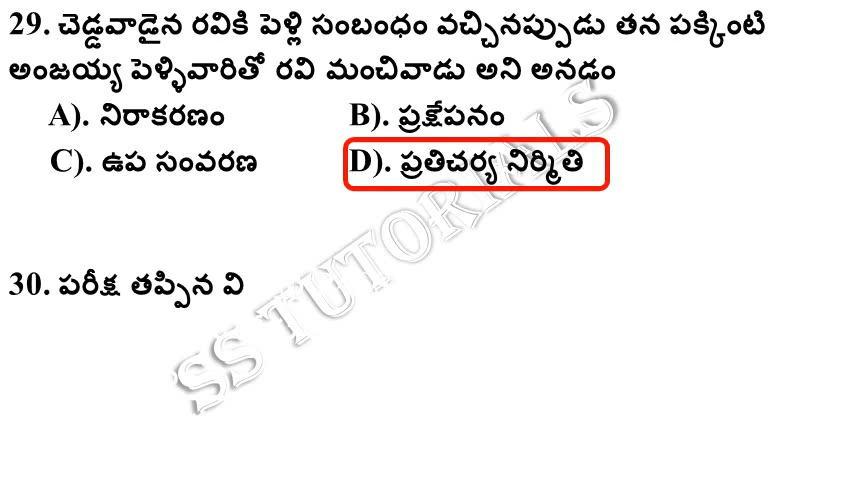 29. చెడ్డవాడైన రవికి పెళ్లి సంబంధం వచ్చినప్పుడు తన పక్కింటి
అంజయ్య పెళ్ళివారితో రవి మంచివాడు అని అనడం
A). నిరాకరణం B). ప్రక్షేపనం
C). ఉప సంవరణ D). ప్రతిచర్య నిర్మితి
30. పరీక్ష తప్పిన వి
SS TUTORIALS